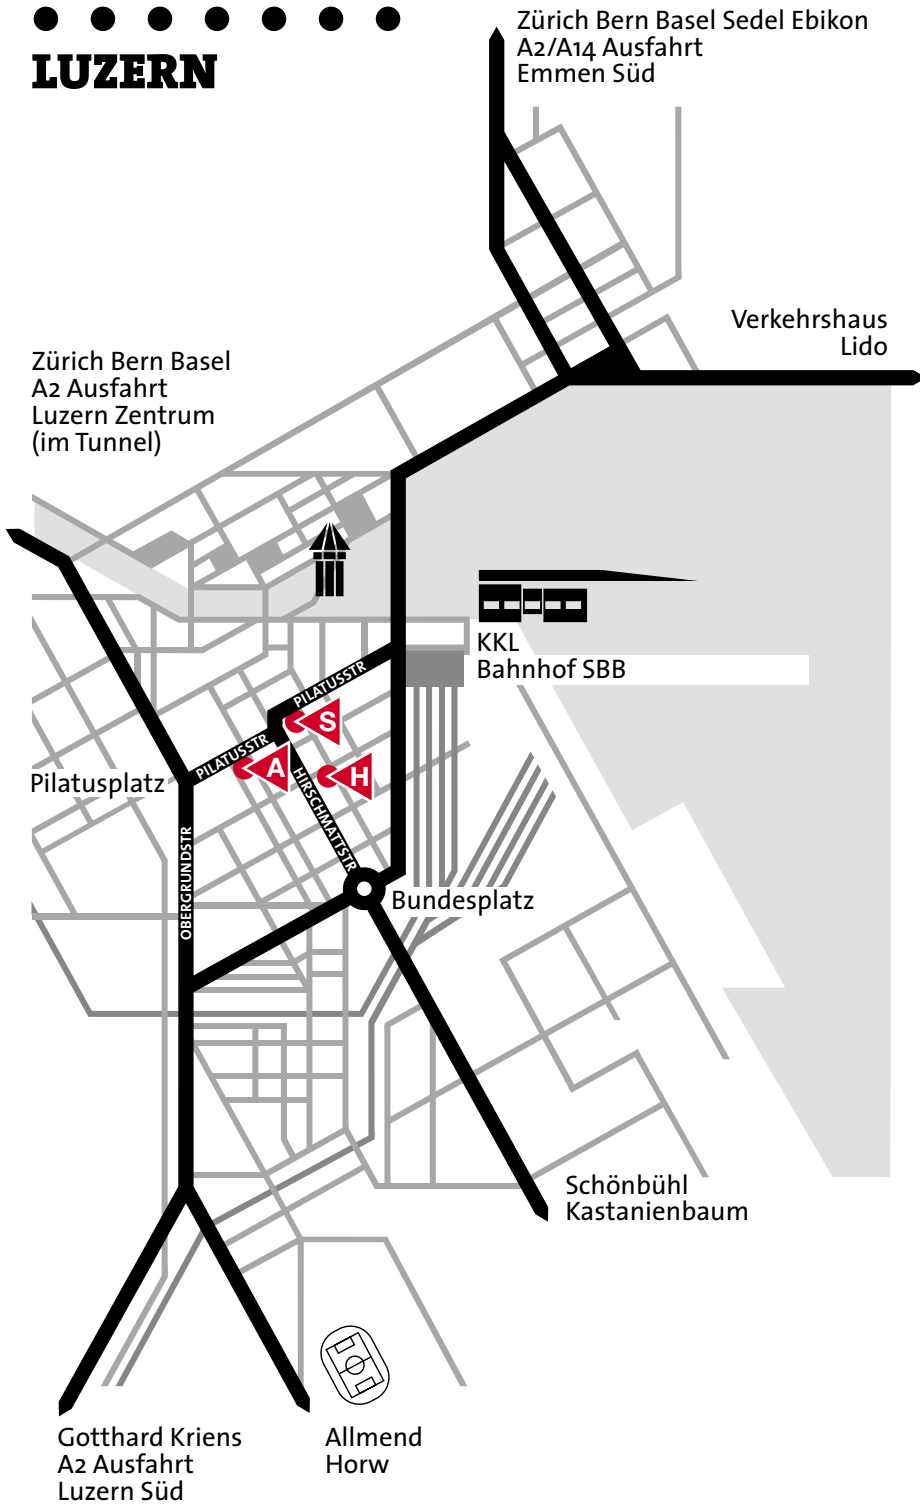 LUZERN
Zürich Bern Basel Sedel Ebikon
A2/A14 Ausfahrt
Emmen Süd
Verkehrshaus
Lido
Zürich Bern Basel
A2 Ausfahrt
Luzern Zentrum
(im Tunnel)
KKL
Bahnhof SBB
PILATUSSTR
S
PILATUSSTR
A
H
HIRSCHMATTSTR
Pilatusplatz
OBERGRUNDSTR
Bundesplatz
Schönbühl
Kastanienbaum
Gotthard Kriens
A2 Ausfahrt
Luzern Süd
Allmend
Horw